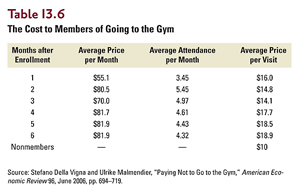 Table 13.6
The Cost to Members of Going to the Gym
Months after Enrollment Average Price per Month Average Attendance per Month Average Price per Visit
1 $55.1 3.45 $16.0
2 $80.5 5.45 $14.8
3 $70.0 4.97 $14.1
4 $81.7 4.61 $17.7
5 $81.9 4.43 $18.5
6 $81.9 4.32 $18.9
Nonmembers — — $10
Source: Stefano Della Vigna and Ulrike Malmendier, "Paying Not to Go to the Gym," American Eco-
nomic Review 96, June 2006, pp. 694–719.